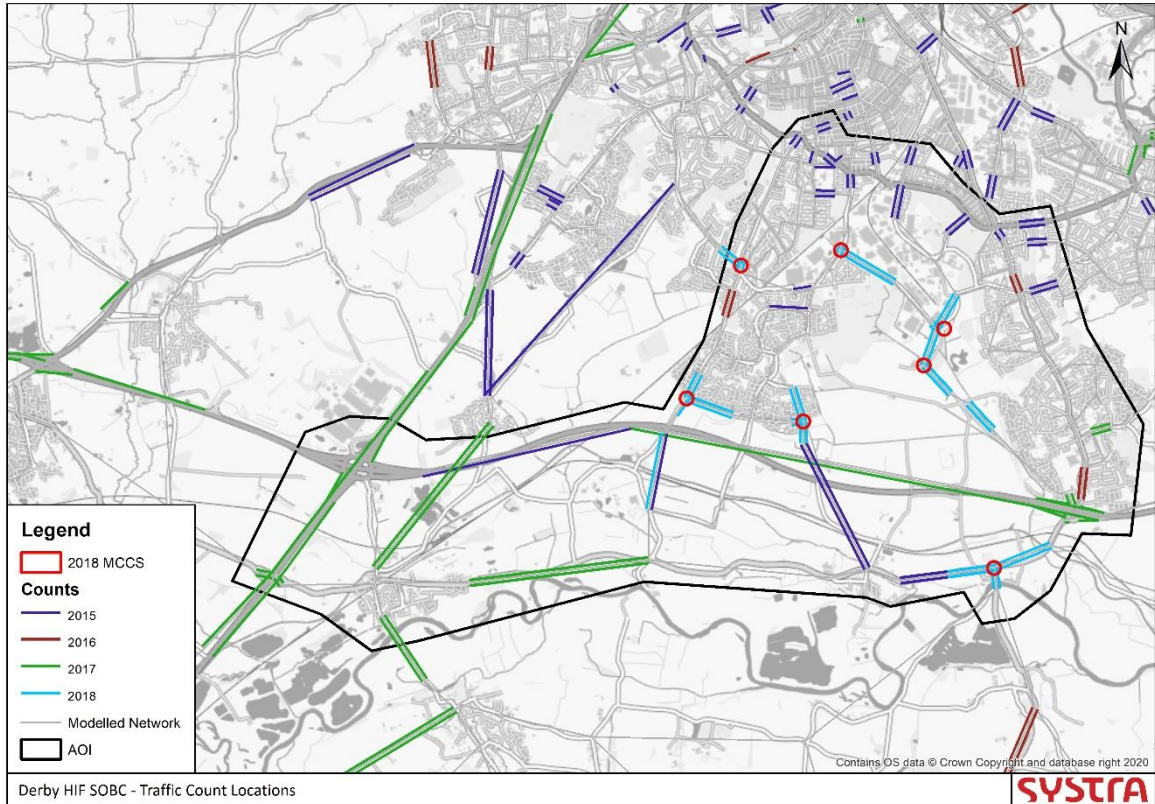 N
Legend
2018 MCCS
Counts
2015
2016
2017
2018
Modelled Network
AOI
Contains OS data © Crown Copyright and database right 2020
Derby HIF SOBC - Traffic Count Locations
SYSTRA